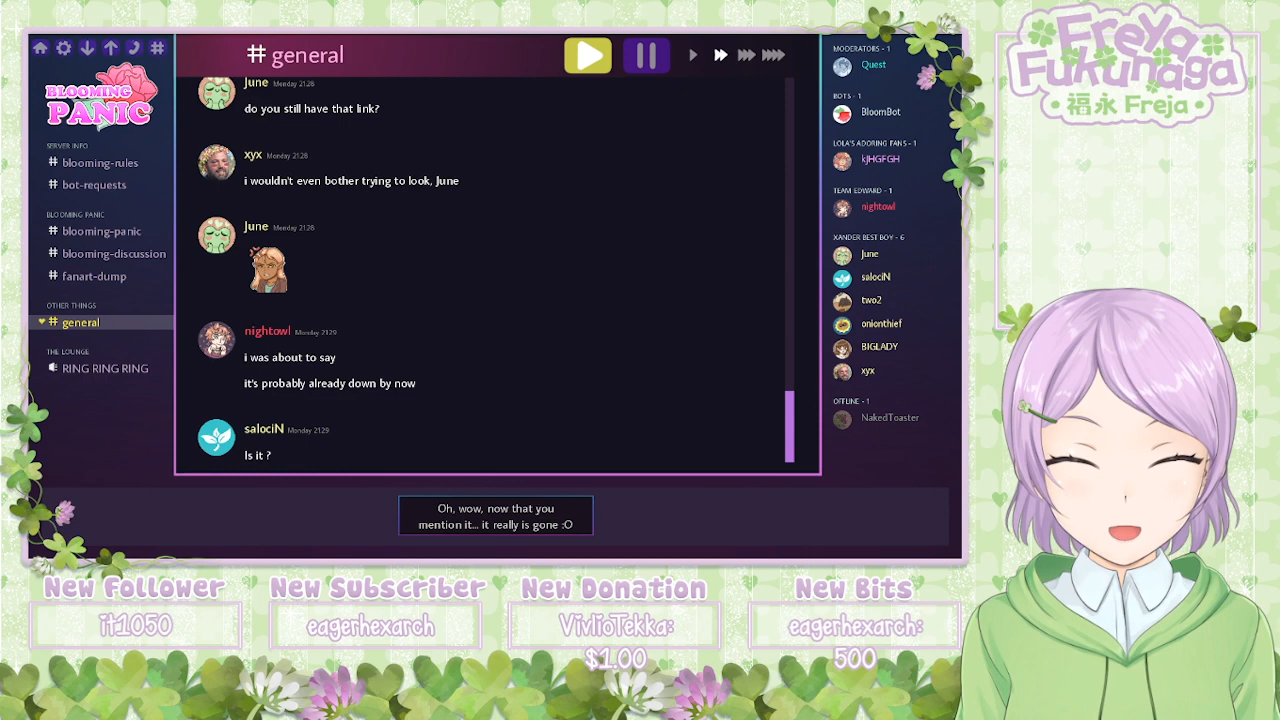 BLOOMING
PANIC
SERVER INFO
# blooming-rules
# bot-requests
BLOOMING PANIC
# blooming-panic
# blooming-discussion
# fanart-dump
OTHER THINGS
# general
THE LOUNGE
RING RING RING
# general
June Monday 21:28
do you still have that link?
xyx Monday 21:28
i wouldn't even bother trying to look, June
June Monday 21:28
nightowl Monday 21:29
i was about to say
it's probably already down by now
salociN Monday 21:29
Is it ?
Oh, wow, now that you
mention it... it really is gone :O
MODERATORS - 1
Quest
BOTS - 1
BloomBot
LOLA'S ADORING FANS - 1
kJHGFGH
TEAM EDWARD - 1
nightowl
XANDER BEST BOY - 6
June
salociN
two2
onionthief
BIGLADY
xyx
OFFLINE - 1
NakedToaster
Freya
Fukunaga
福永 Freja
New Follower
it1050
New Subscriber
eagerhexarch
New Donation
VivlioTekka:
$1.00
New Bits
eagerhexarch:
500